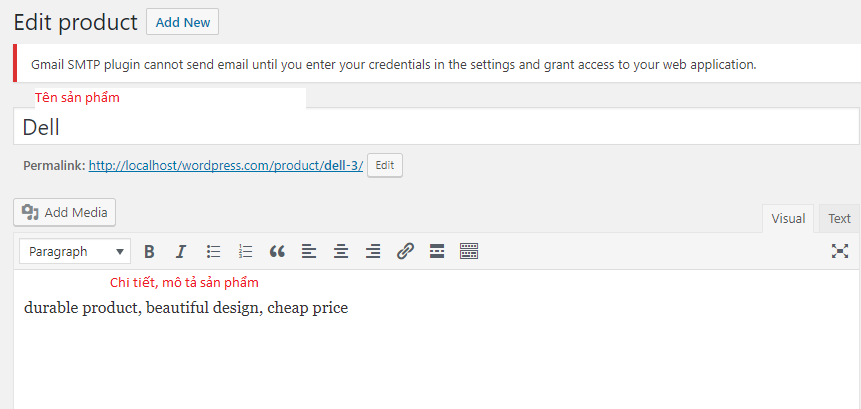 Edit product Add New
Gmail SMTP plugin cannot send email until you enter your credentials in the settings and grant access to your web application.
Tên sản phẩm
Dell
Permalink: http://localhost/wordpress.com/product/dell-3/ Edit
Add Media
Visual Text
Paragraph B I
Chi tiết, mô tả sản phẩm
durable product, beautiful design, cheap price